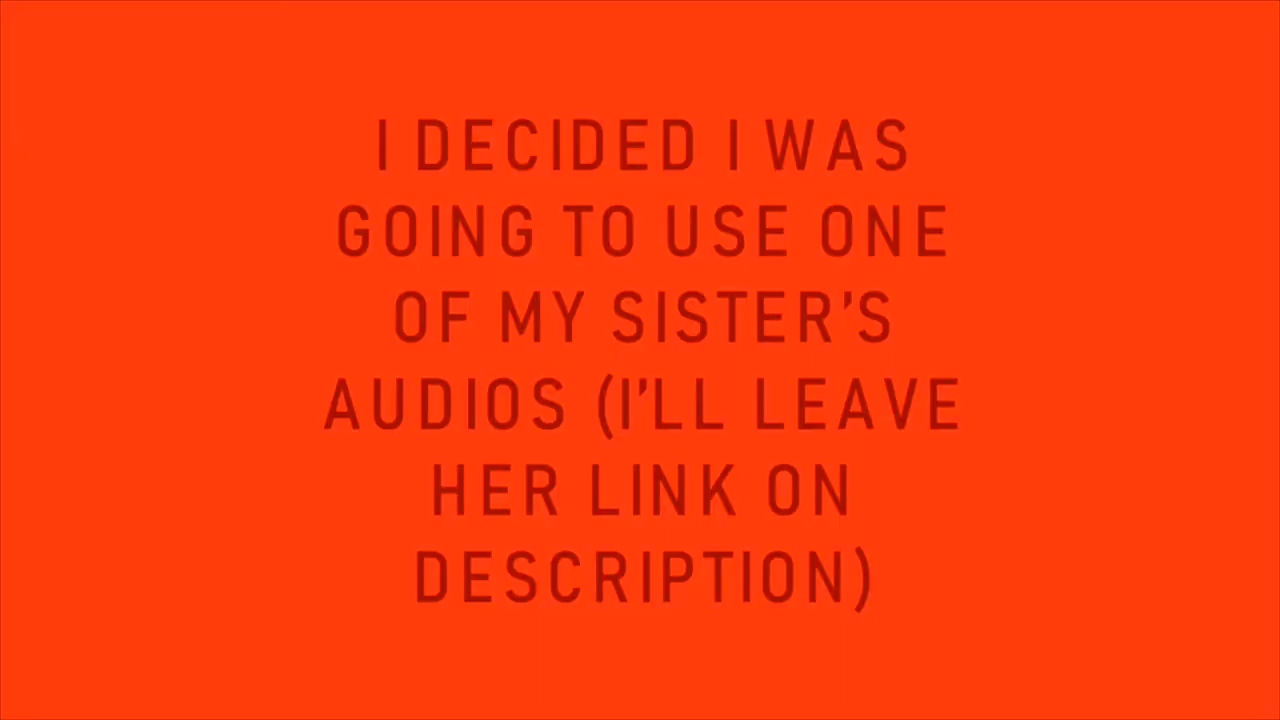 I DECIDED I WAS
GOING TO USE ONE
OF MY SISTER'S
AUDIOS (I'LL LEAVE
HER LINK ON
DESCRIPTION)